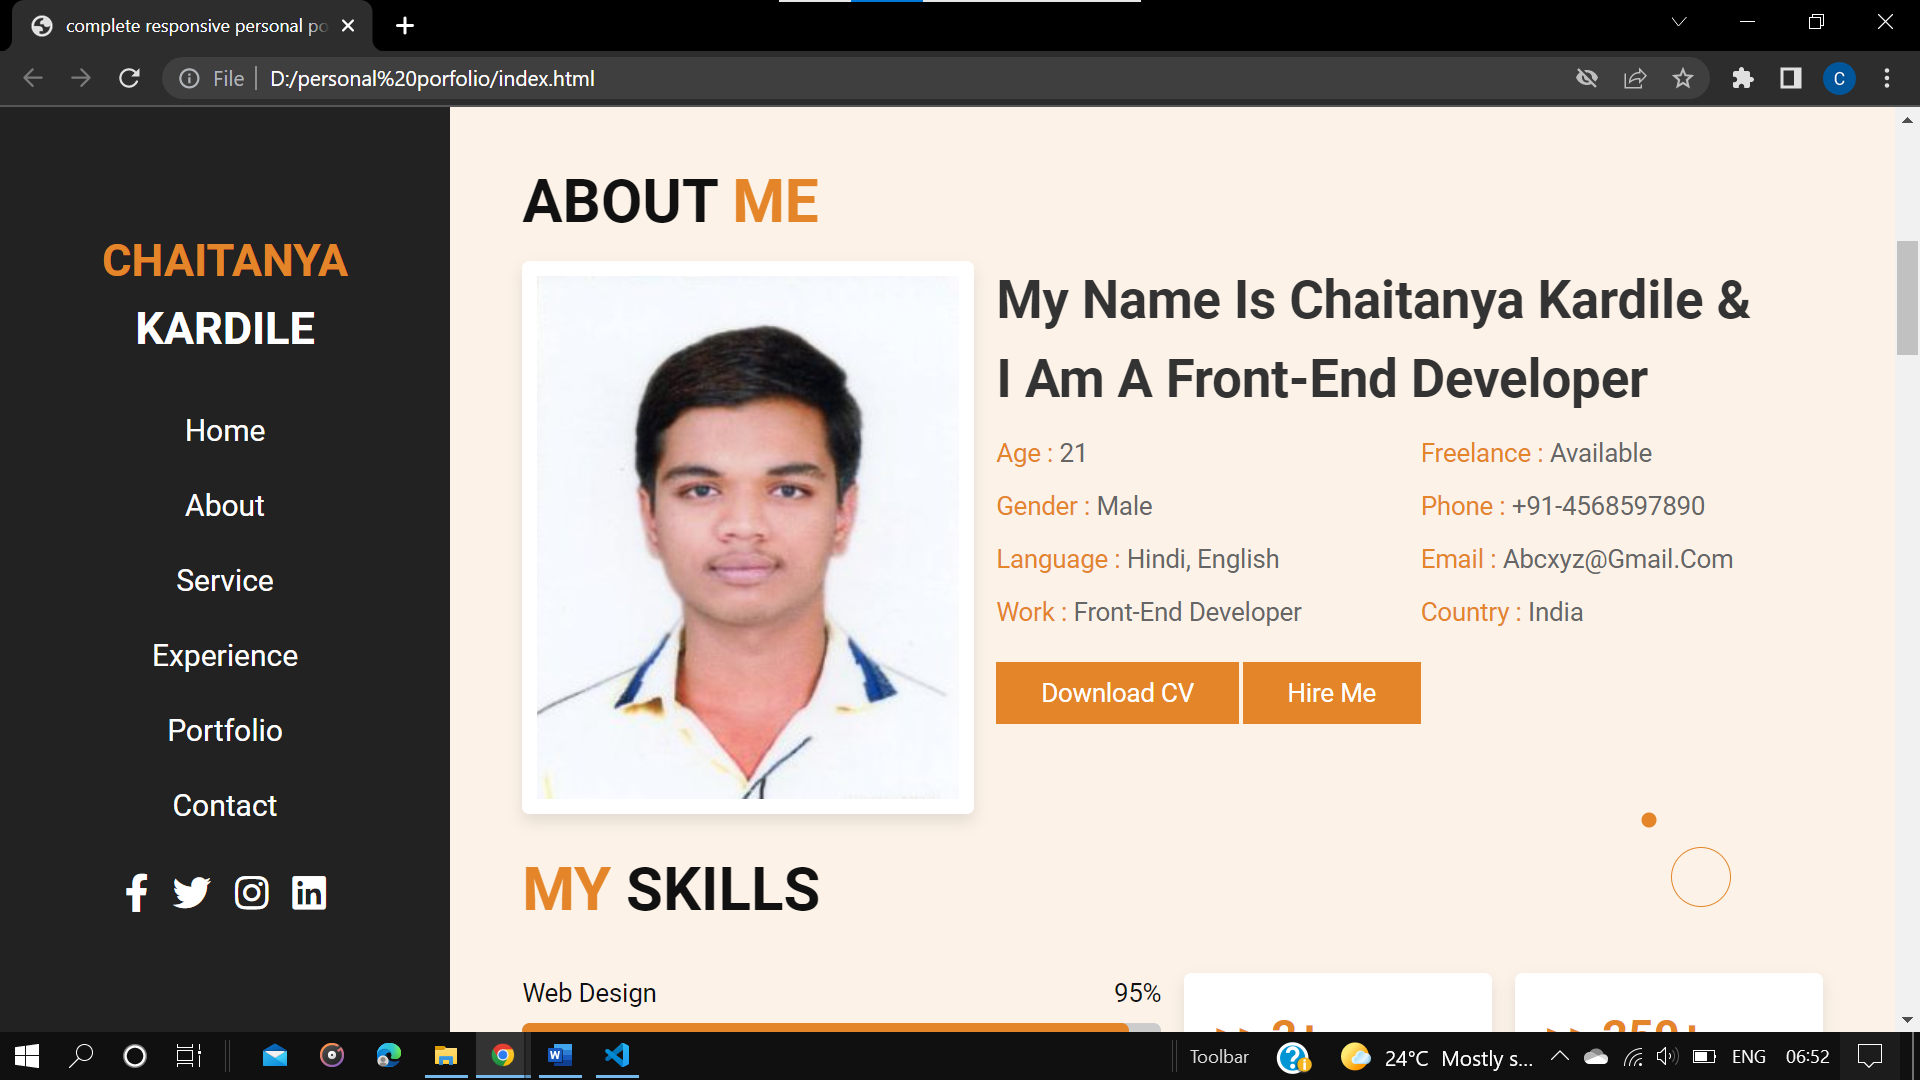 complete responsive personal po
File
D:/personal%20porfolio/index.html
C
CHAITANYA
KARDILE
Home
About
Service
Experience
Portfolio
Contact
ABOUT ME
My Name Is Chaitanya Kardile &
I Am A Front-End Developer
Age : 21
Freelance : Available
Gender : Male
Phone : +91-4568597890
Language : Hindi, English
Email : Abcxyz@Gmail.Com
Work : Front-End Developer
Country : India
Download CV
Hire Me
MY SKILLS
Web Design
95%
Toolbar
24°C Mostly s...
ENG
06:52